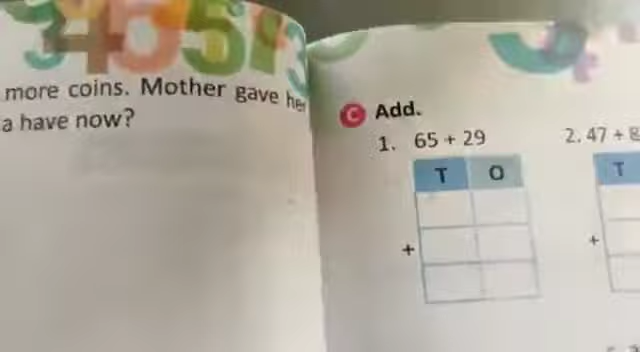 more coins. Mother gave her
a have now?
C Add.
1. 65 + 29
2. 47 + 8
T O
T
+
+